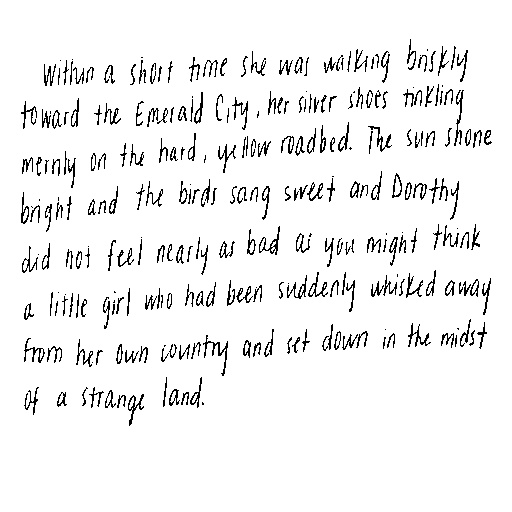 Within a short time she was walking briskly
toward the Emerald City, her silver shoes tinkling
merrily on the hard, yellow roadbed. The sun shone
bright and the birds sang sweet and Dorothy
did not feel nearly as bad as you might think
a little girl who had been suddenly whisked away
from her own country and set down in the midst
of a strange land.